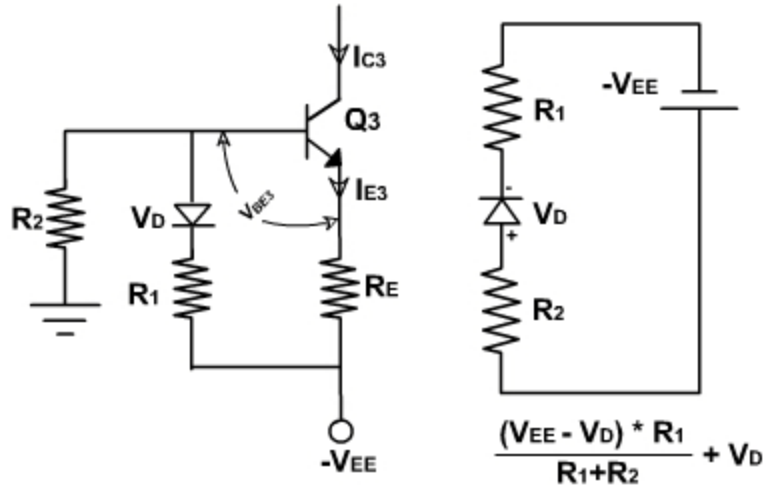 IC3
Q3
IE3
VBE3
R2
VD
R1
RE
-VEE
-VEE
R1
-
VD
+
R2
(VEE - VD) * R1
R1+R2
+ VD